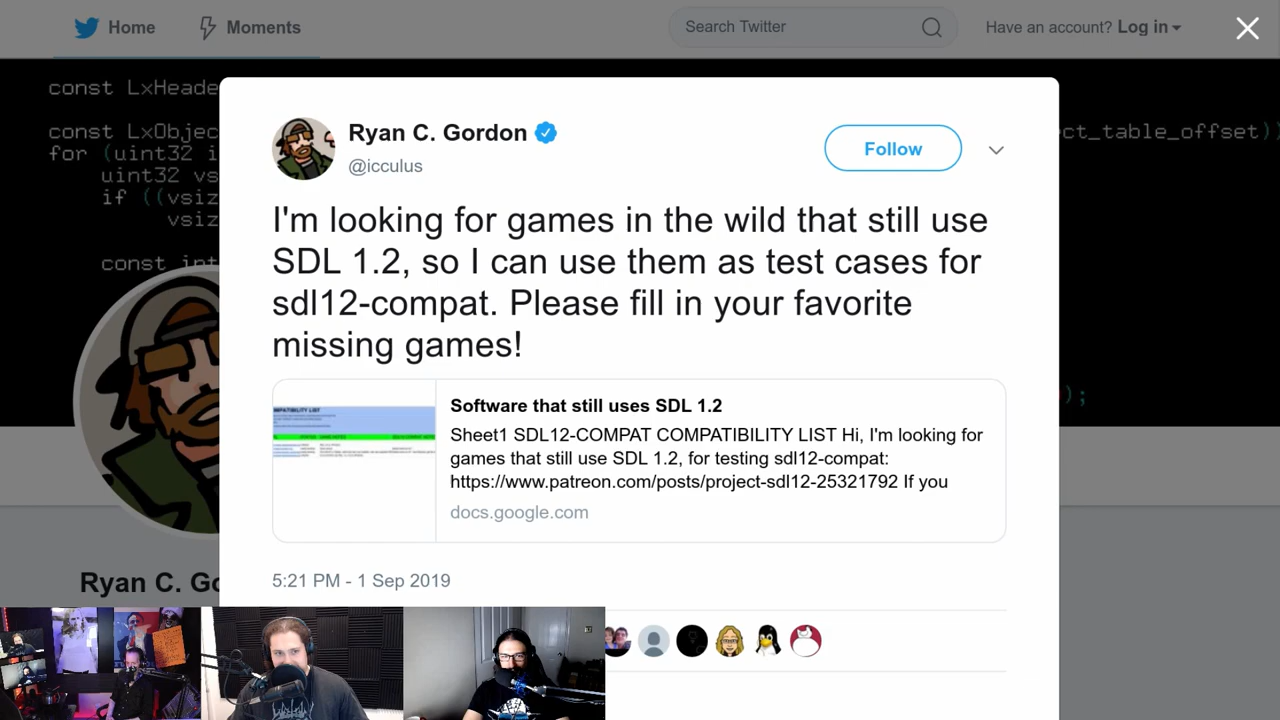 Home
Moments
Search Twitter
Have an account? Log in
const LxHeade
const LxObjec
ect_table_offset)
for (uint32 i
uint32 vs
if ((vsiz
vsiz
const int
);
Ryan C. Gordon
@icculus
Follow
I'm looking for games in the wild that still use
SDL 1.2, so I can use them as test cases for
sdl12-compat. Please fill in your favorite
missing games!
MPATIBILITY LIST
Software that still uses SDL 1.2
Sheet1 SDL12-COMPAT COMPATIBILITY LIST Hi, I'm looking for
games that still use SDL 1.2, for testing sdl12-compat:
https://www.patreon.com/posts/project-sdl12-25321792 If you
docs.google.com
5:21 PM - 1 Sep 2019
Ryan C. Go